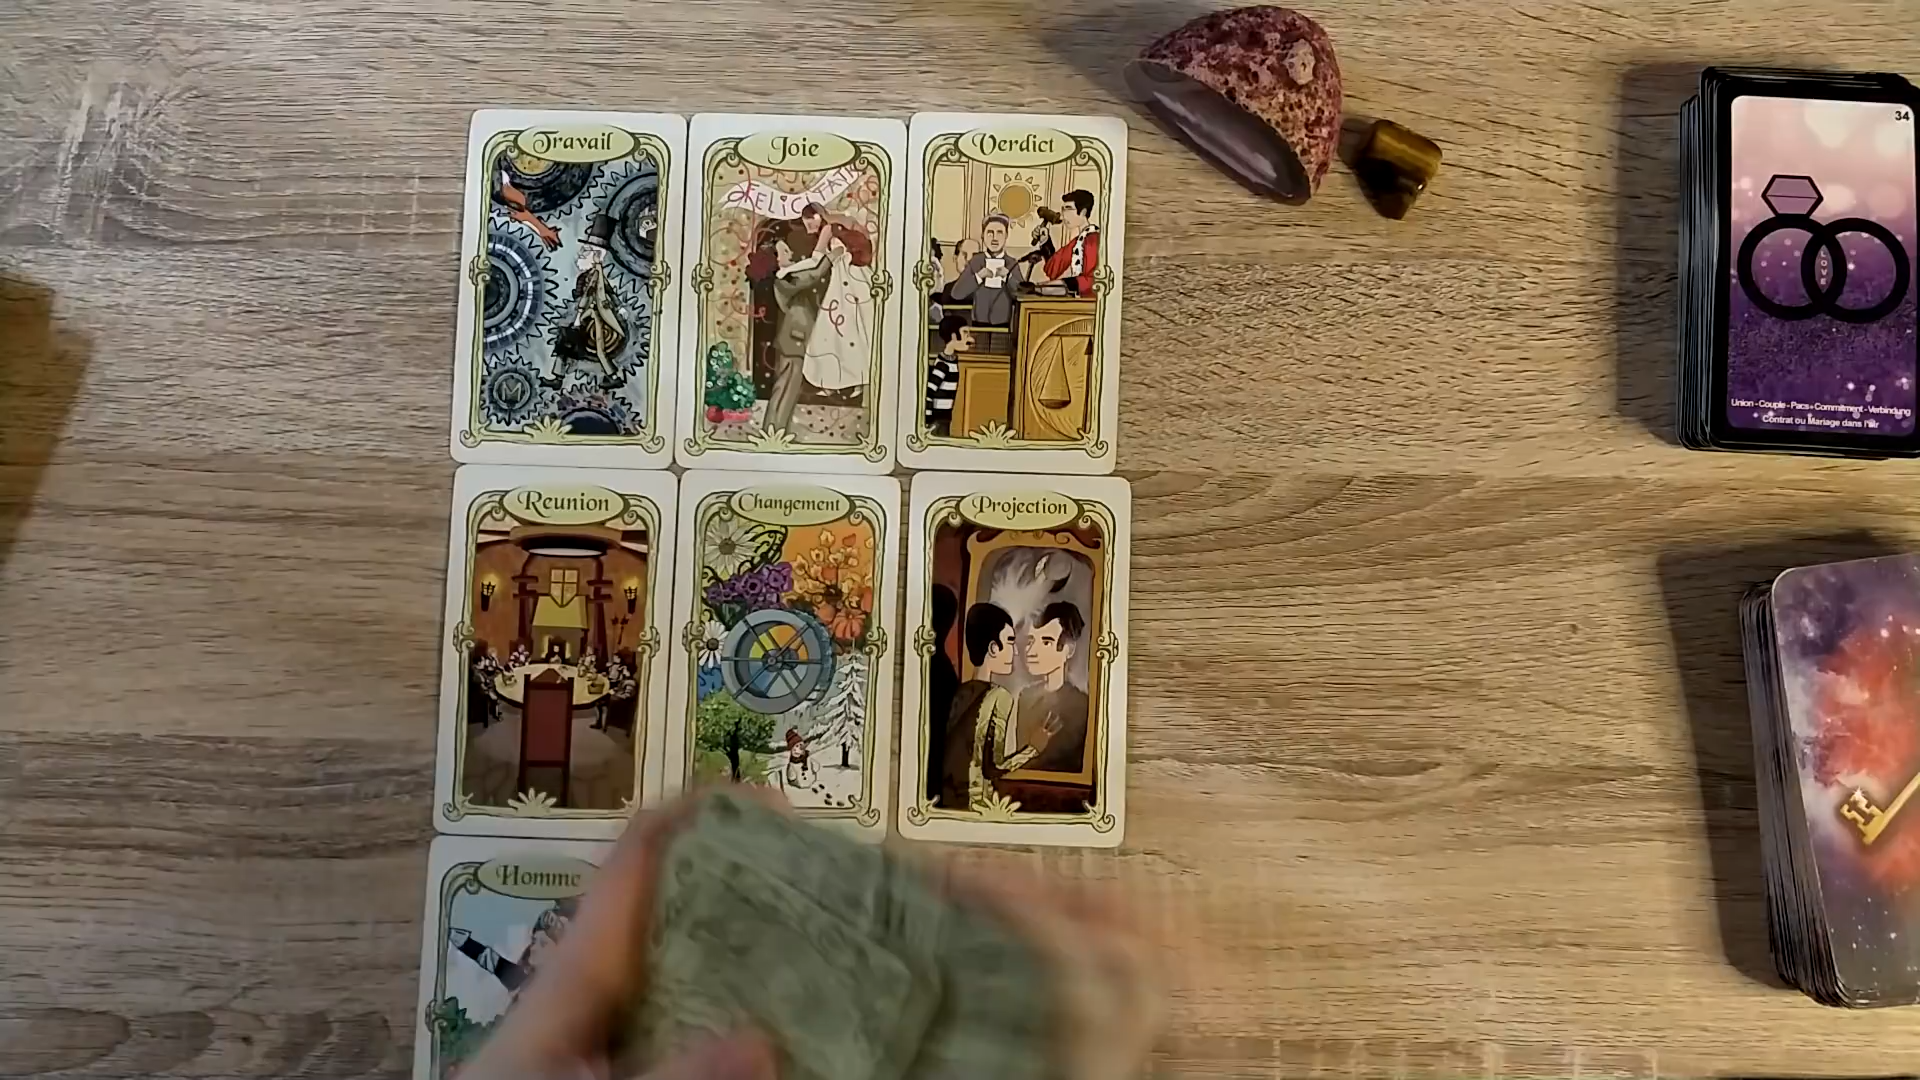 Travail
Joie
Verdict
34
LOVE
Union - Couple - Pacs - Commitment - Verbindung
Contrat ou Mariage dans l'air
Reunion
Changement
Projection
Homme
M